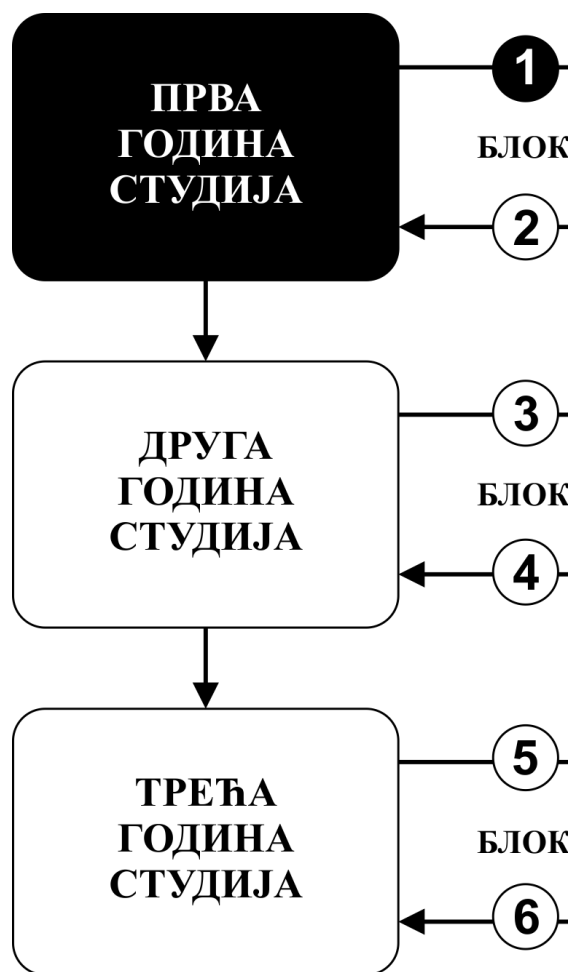 ПРВА
ГОДИНА
СТУДИЈА
1
БЛОК
2
ДРУГА
ГОДИНА
СТУДИЈА
3
БЛОК
4
ТРЕЋА
ГОДИНА
СТУДИЈА
5
БЛОК
6